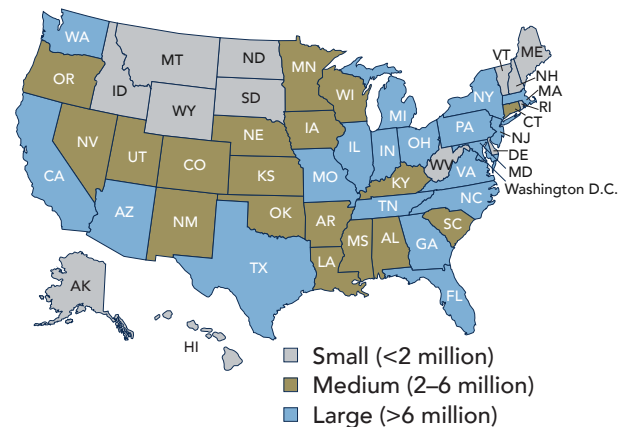 WA
MT
ND
MN
VT
ME
OR
ID
SD
WI
NY
NH
MA
WY
MI
RI
CT
NV
NE
IA
PA
NJ
UT
CO
IL
IN
OH
DE
MD
CA
KS
MO
KY
WV
VA
Washington D.C.
AZ
NM
OK
AR
TN
NC
SC
MS
AL
GA
TX
LA
FL
AK
HI
Small (<2 million)
Medium (2–6 million)
Large (>6 million)